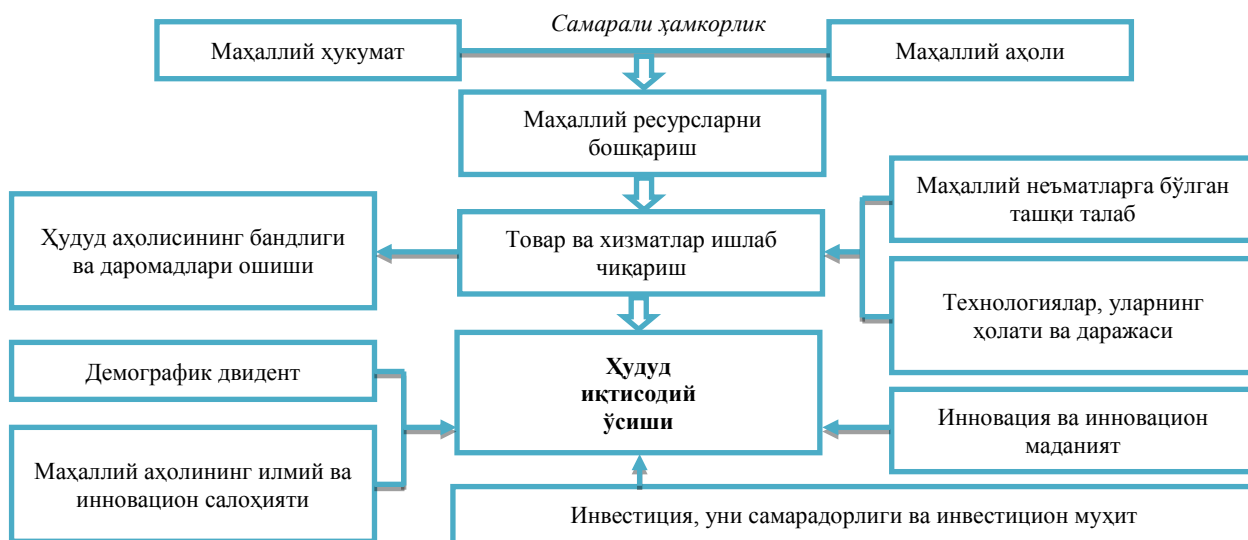 Самарали ҳамкорлик
Маҳаллий ҳукумат
Маҳаллий аҳоли
Маҳаллий ресурсларни
бошқариш
Маҳаллий неъматларга бўлган
ташқи талаб
Ҳудуд аҳолисининг бандлиги
ва даромадлари ошиши
Товар ва хизматлар ишлаб
чиқариш
Технологиялар, уларнинг
ҳолати ва даражаси
Демографик двидент
Ҳудуд
иқтисодий
ўсиши
Инновация ва инновацион
маданият
Маҳаллий аҳолининг илмий ва
инновацион салоҳияти
Инвестиция, уни самарадорлиги ва инвестицион муҳит